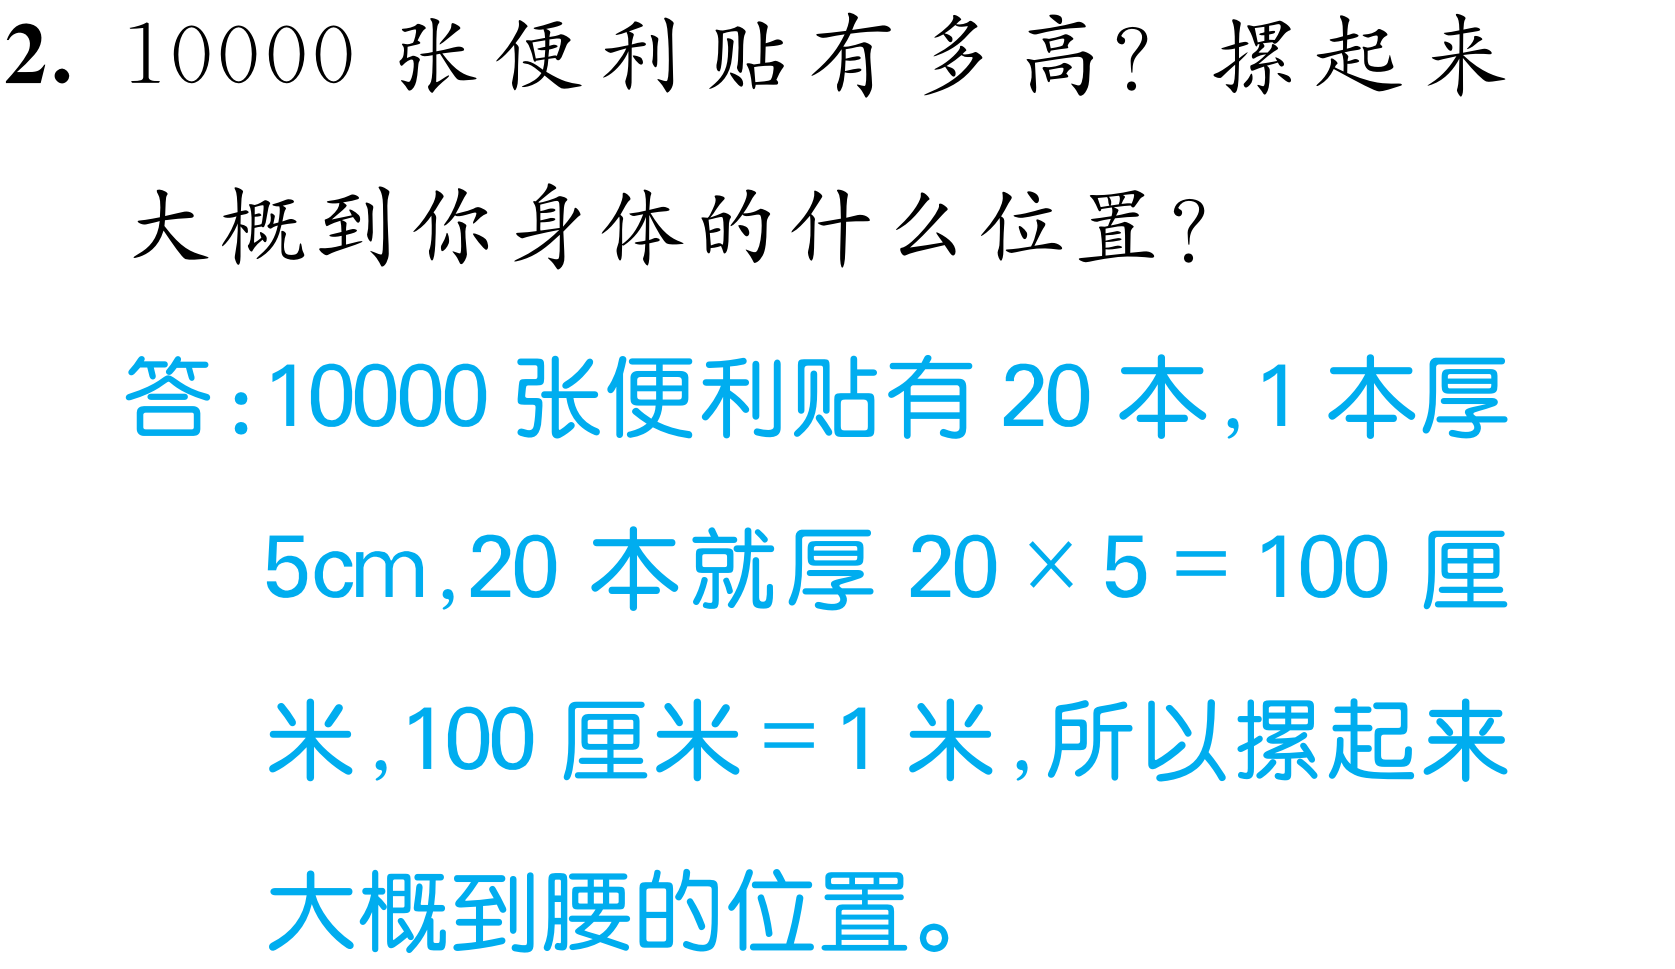 2. 10000 张便利贴有多高？摞起来
大概到你身体的什么位置？
答：10000 张便利贴有 20 本，1 本厚
5cm，20 本就厚 20 × 5 = 100 厘
米，100 厘米 = 1 米，所以摞起来
大概到腰的位置。